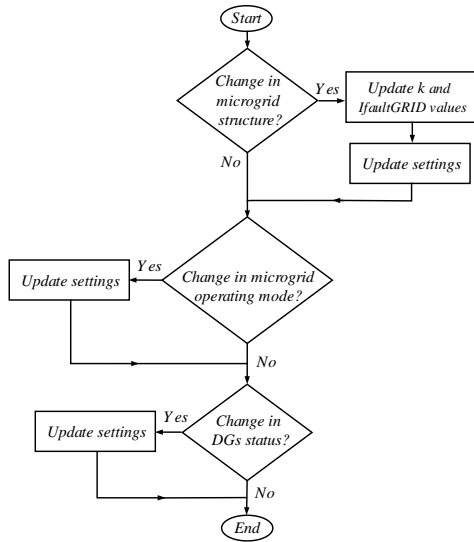 Start
Change in
microgrid
structure?
Yes
Update k and
IfaultGRID values
No
Update settings
Change in microgrid
operating mode?
Yes
Update settings
No
Change in
DGs status?
Yes
Update settings
No
End